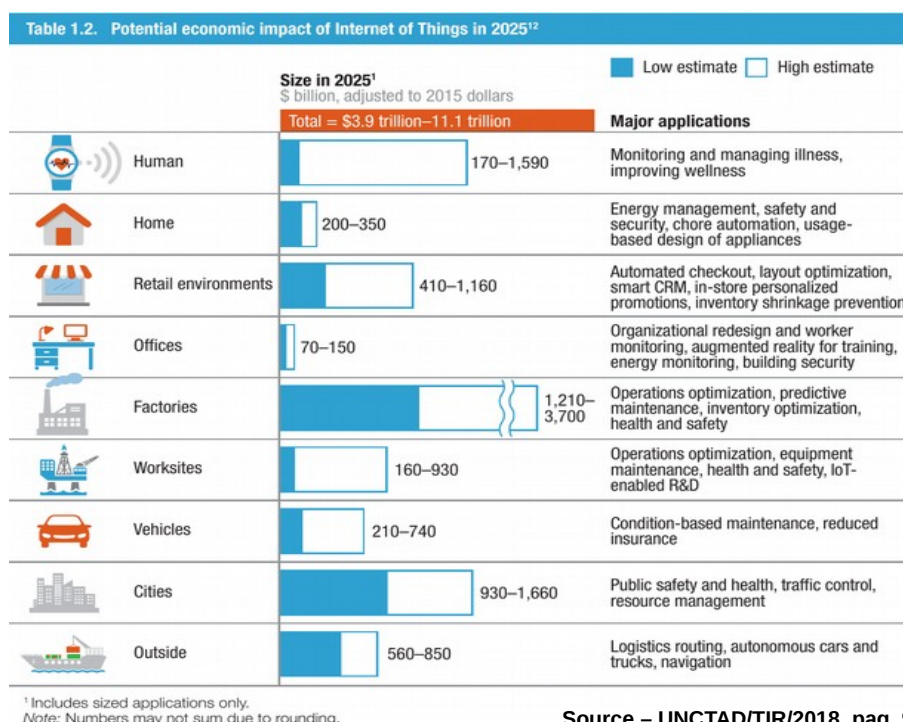 Table 1.2. Potential economic impact of Internet of Things in 2025¹²
Low estimate High estimate
Size in 2025¹
$ billion, adjusted to 2015 dollars
Total = $3.9 trillion–11.1 trillion
Major applications
Human
170–1,590
Monitoring and managing illness,
improving wellness
Home
200–350
Energy management, safety and
security, chore automation, usage-
based design of appliances
Retail environments
410–1,160
Automated checkout, layout optimization,
smart CRM, in-store personalized
promotions, inventory shrinkage prevention
Offices
70–150
Organizational redesign and worker
monitoring, augmented reality for training,
energy monitoring, building security
Factories
1,210–
3,700
Operations optimization, predictive
maintenance, inventory optimization,
health and safety
Worksites
160–930
Operations optimization, equipment
maintenance, health and safety, IoT-
enabled R&D
Vehicles
210–740
Condition-based maintenance, reduced
insurance
Cities
930–1,660
Public safety and health, traffic control,
resource management
Outside
560–850
Logistics routing, autonomous cars and
trucks, navigation
¹ Includes sized applications only.
Note: Numbers may not sum due to rounding.
Source – UNCTAD/TIR/2018, pag.